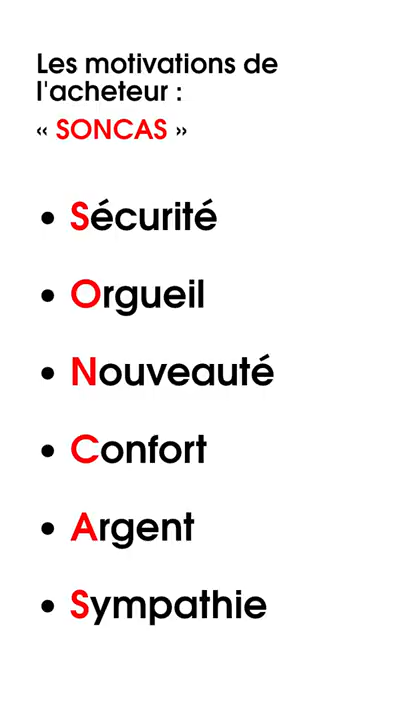 Les motivations de
l'acheteur :
« SONCAS »
• Sécurité
• Orgueil
• Nouveauté
• Confort
• Argent
• Sympathie